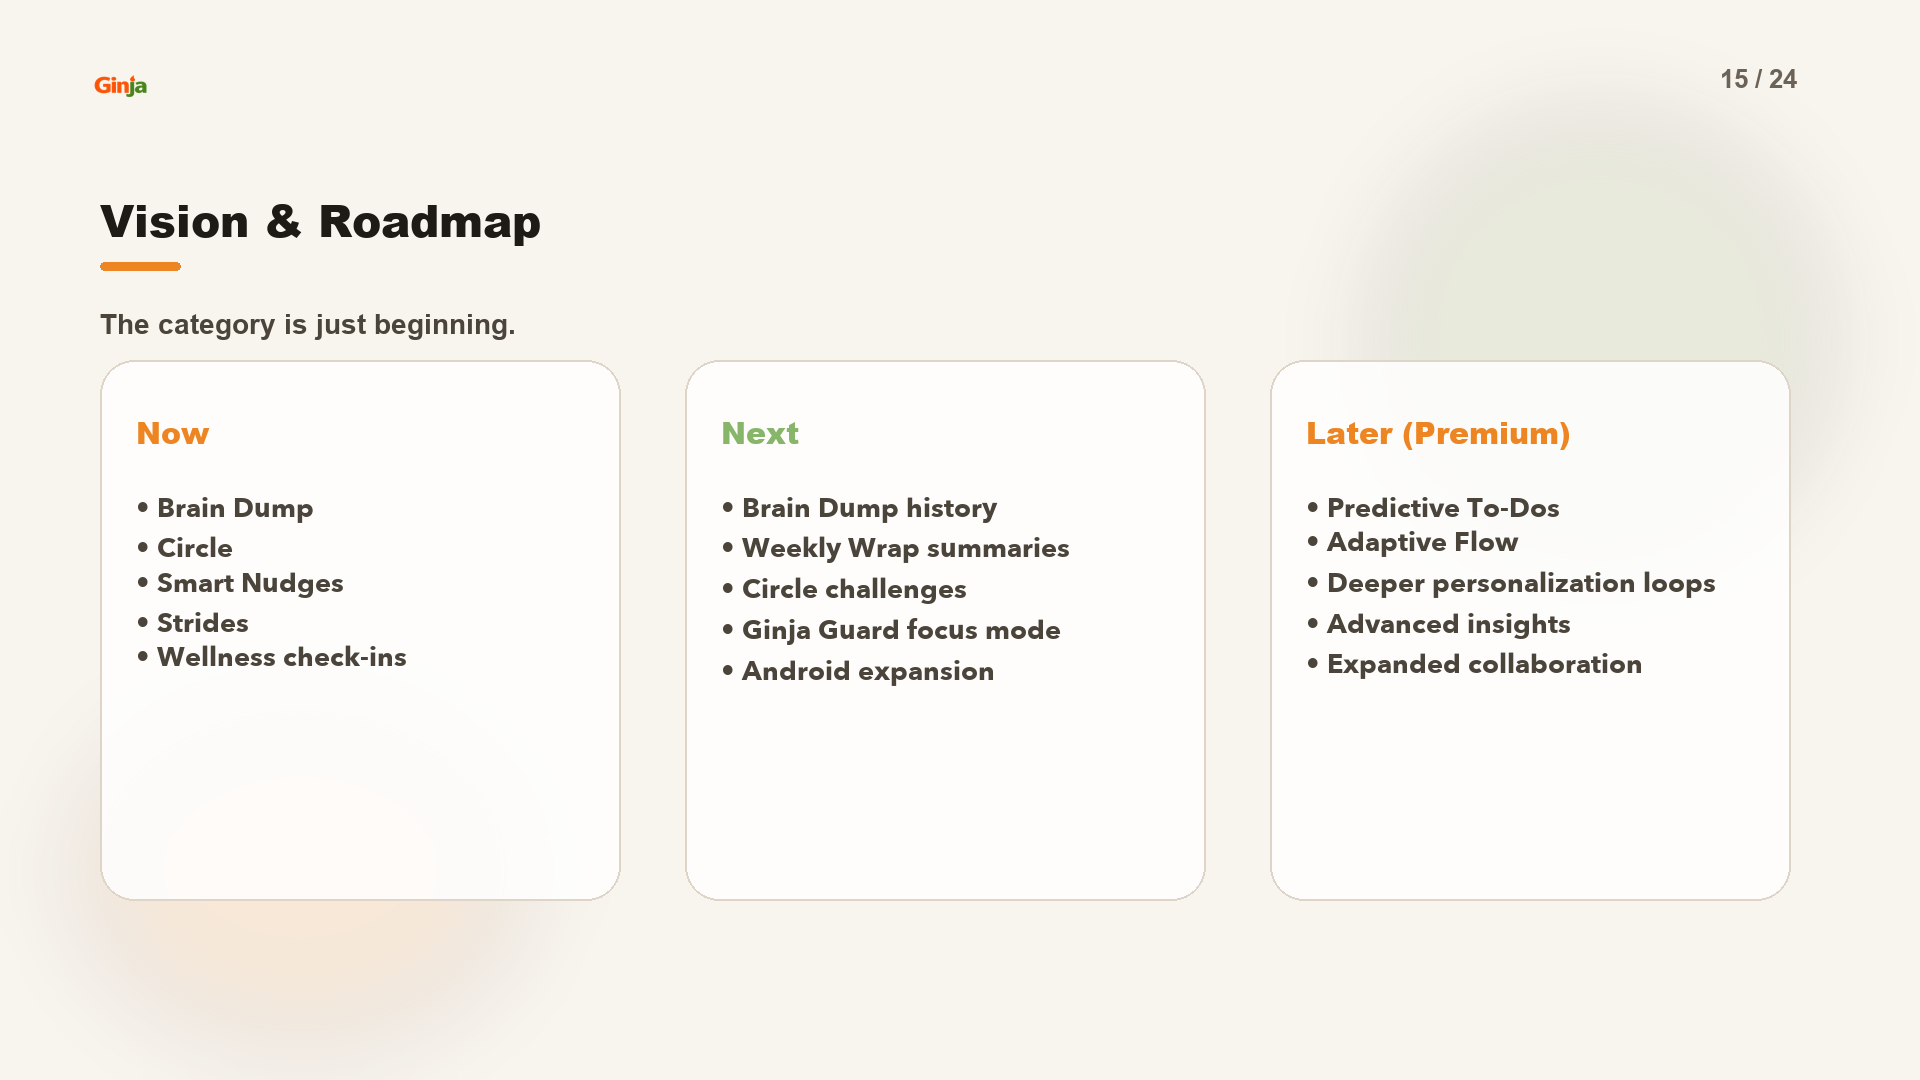 Ginja
15 / 24
Vision & Roadmap
The category is just beginning.
Now
• Brain Dump
• Circle
• Smart Nudges
• Strides
• Wellness check-ins
Next
• Brain Dump history
• Weekly Wrap summaries
• Circle challenges
• Ginja Guard focus mode
• Android expansion
Later (Premium)
• Predictive To-Dos
• Adaptive Flow
• Deeper personalization loops
• Advanced insights
• Expanded collaboration